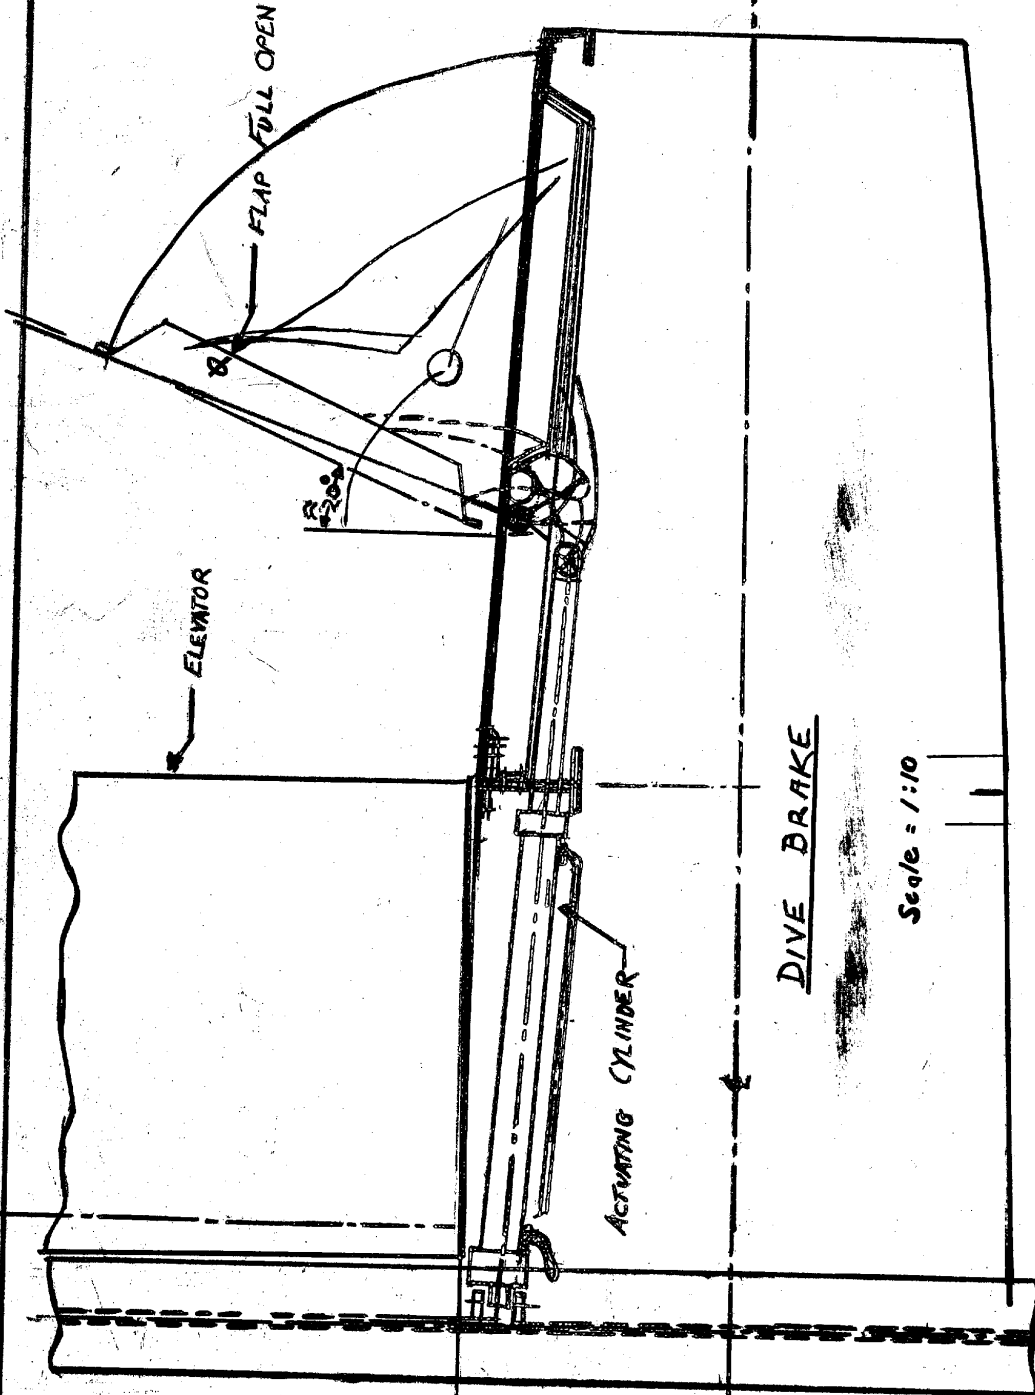 FLAP FULL OPEN
ELEVATOR
ACTUATING CYLINDER
DIVE BRAKE
Scale = 1:10